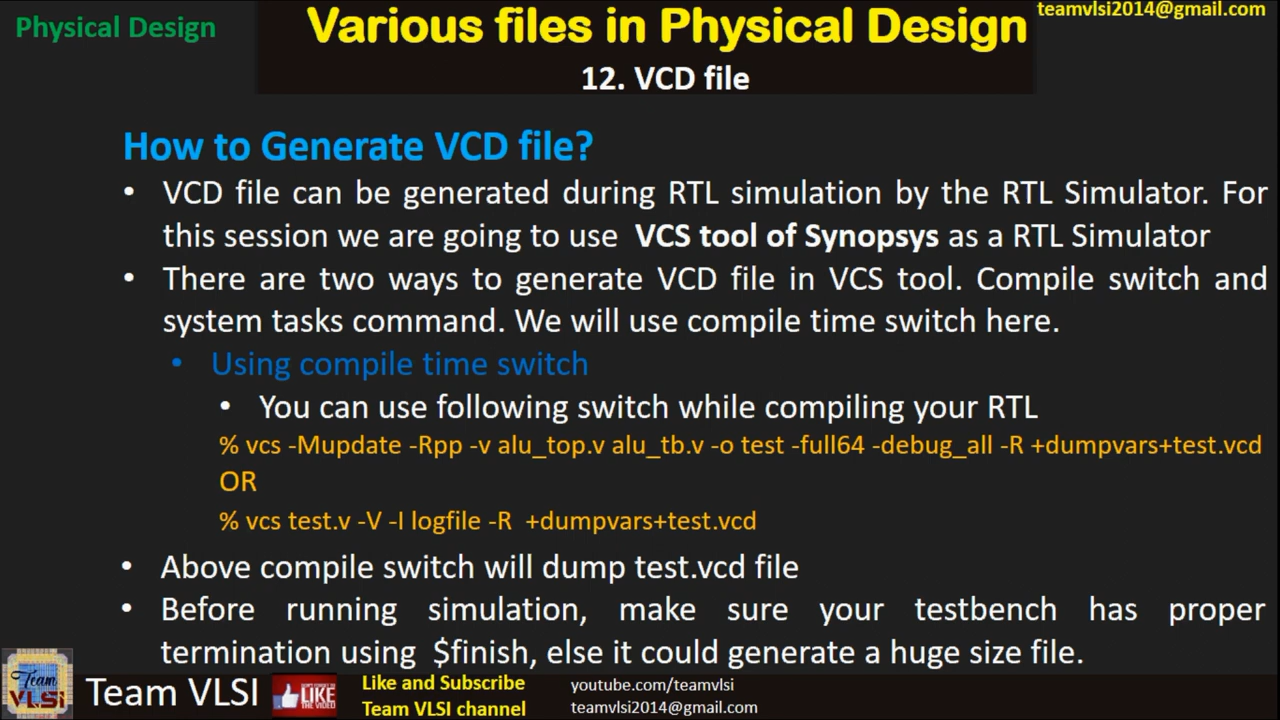 Physical Design
Various files in Physical Design
teamvlsi2014@gmail.com
12. VCD file
How to Generate VCD file?
• VCD file can be generated during RTL simulation by the RTL Simulator. For
this session we are going to use VCS tool of Synopsys as a RTL Simulator
• There are two ways to generate VCD file in VCS tool. Compile switch and
system tasks command. We will use compile time switch here.
• Using compile time switch
• You can use following switch while compiling your RTL
% vcs -Mupdate -Rpp -v alu_top.v alu_tb.v -o test -full64 -debug_all -R +dumpvars+test.vcd
OR
% vcs test.v -V -I logfile -R +dumpvars+test.vcd
• Above compile switch will dump test.vcd file
• Before running simulation, make sure your testbench has proper
termination using $finish, else it could generate a huge size file.
Team VLSI
Team VLSI
LIKE
THE VIDEO
Like and Subscribe
Team VLSI channel
youtube.com/teamvlsi
teamvlsi2014@gmail.com